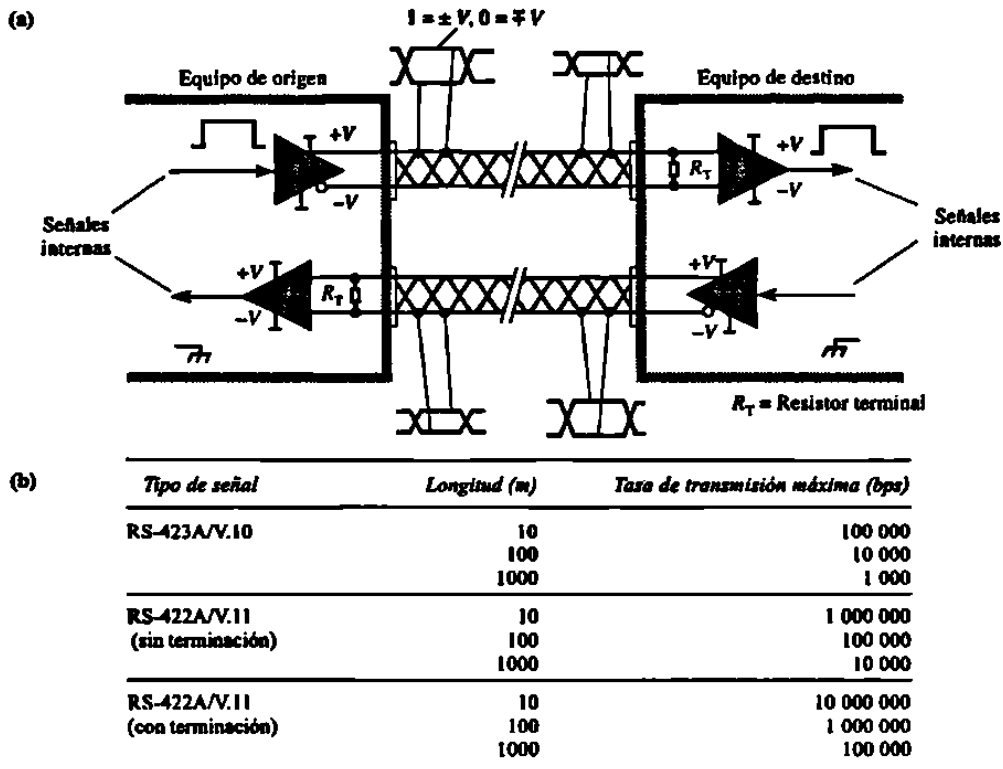 (a)
1 = ± V, 0 = ∓ V
Equipo de origen
Equipo de destino
+V
+V
R_T
-V
-V
Señales internas
Señales internas
+V
+V
R_T
-V
-V
R_T = Resistor terminal
(b)
Tipo de señal Longitud (m) Tasa de transmisión máxima (bps)
RS-423A/V.10 10 100 000
100 10 000
1000 1 000
RS-422A/V.11 10 1 000 000
(sin terminación) 100 100 000
1000 10 000
RS-422A/V.11 10 10 000 000
(con terminación) 100 1 000 000
1000 100 000